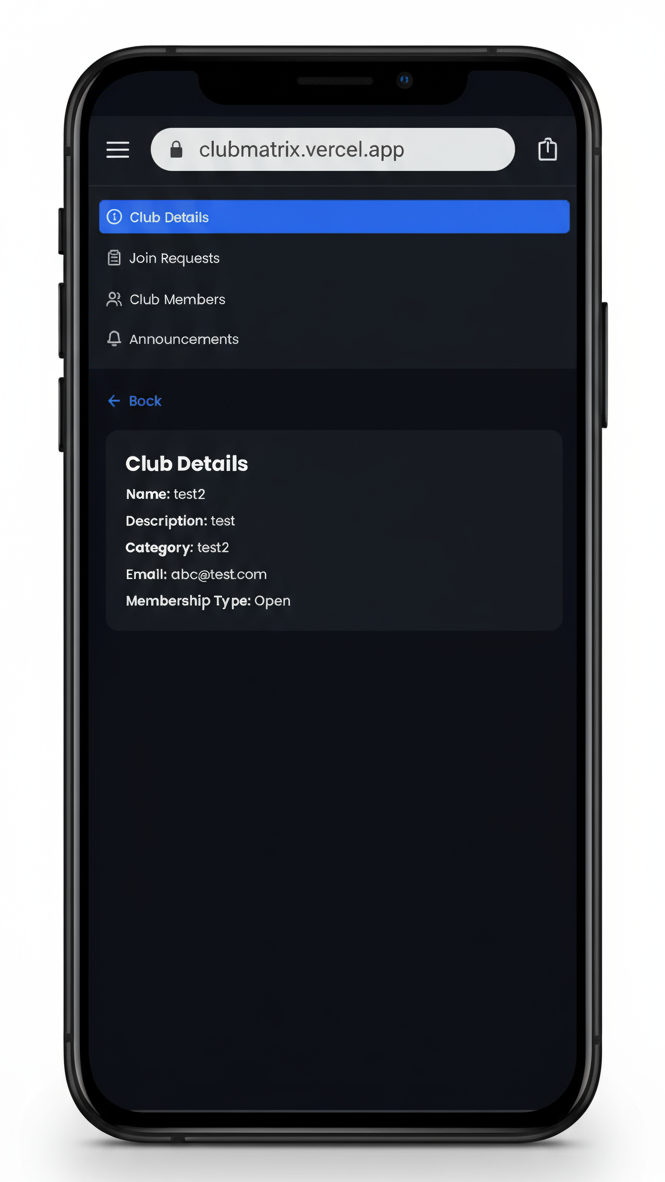 clubmatrix.vercel.app
Club Details
Join Requests
Club Members
Announcements
← Bock
Club Details
Name: test2
Description: test
Category: test2
Email: abc@test.com
Membership Type: Open